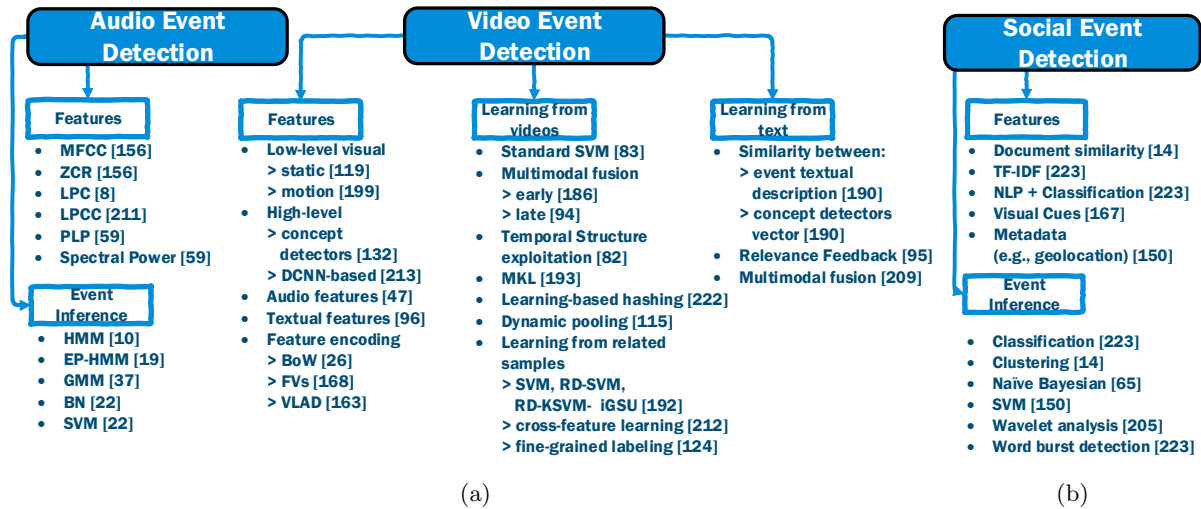 Audio Event
Detection
Features
• MFCC [156]
• ZCR [156]
• LPC [8]
• LPCC [211]
• PLP [59]
• Spectral Power [59]
Event
Inference
• HMM [10]
• EP-HMM [19]
• GMM [37]
• BN [22]
• SVM [22]
Video Event
Detection
Features
• Low-level visual
> static [119]
> motion [199]
• High-level
> concept
detectors [132]
> DCNN-based [213]
• Audio features [47]
• Textual features [96]
• Feature encoding
> BoW [26]
> FVs [168]
> VLAD [163]
Learning from
videos
• Standard SVM [83]
• Multimodal fusion
> early [186]
> late [94]
• Temporal Structure
exploitation [82]
• MKL [193]
• Learning-based hashing [222]
• Dynamic pooling [115]
• Learning from related
samples
> SVM, RD-SVM,
RD-KSVM- iGSU [192]
> cross-feature learning [212]
> fine-grained labeling [124]
Learning from
text
• Similarity between:
> event textual
description [190]
> concept detectors
vector [190]
• Relevance Feedback [95]
• Multimodal fusion [209]
(a)
Social Event
Detection
Features
• Document similarity [14]
• TF-IDF [223]
• NLP + Classification [223]
• Visual Cues [167]
• Metadata
(e.g., geolocation) [150]
Event
Inference
• Classification [223]
• Clustering [14]
• Naïve Bayesian [65]
• SVM [150]
• Wavelet analysis [205]
• Word burst detection [223]
(b)